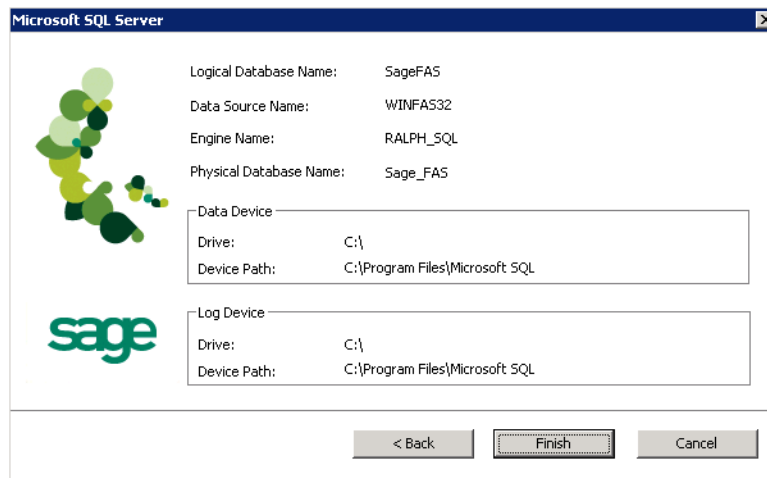 Microsoft SQL Server
Logical Database Name: SageFAS
Data Source Name: WINFAS32
Engine Name: RALPH_SQL
Physical Database Name: Sage_FAS
Data Device
Drive: C:\
Device Path: C:\Program Files\Microsoft SQL
sage
Log Device
Drive: C:\
Device Path: C:\Program Files\Microsoft SQL
< Back Finish Cancel